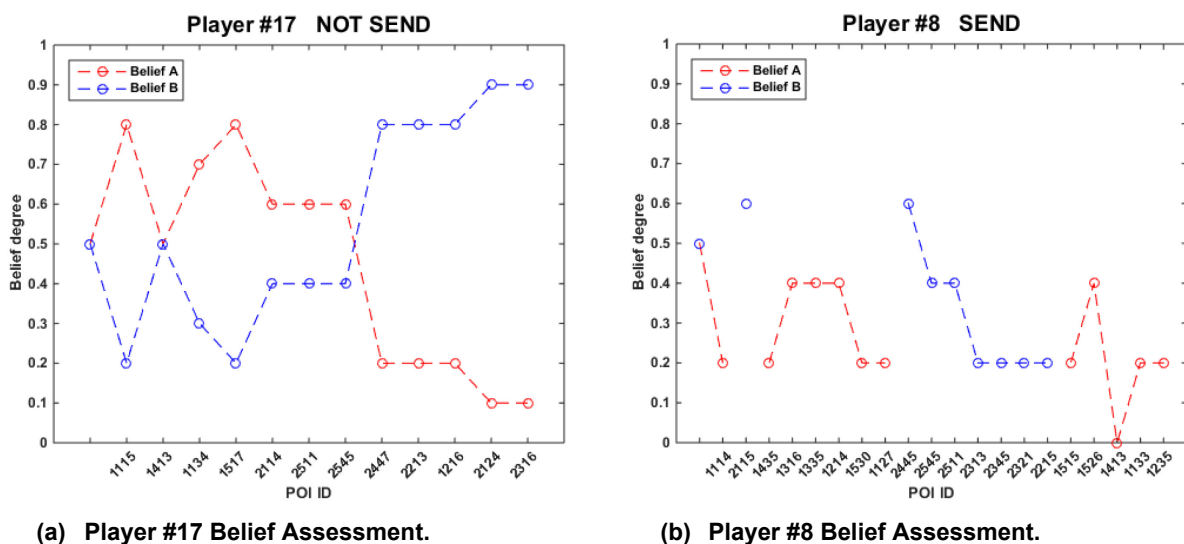 Player #17 NOT SEND
Belief A
Belief B
Belief degree
1
0.9
0.8
0.7
0.6
0.5
0.4
0.3
0.2
0.1
0
1115 1413 1134 1517 2114 2511 2545 2447 2213 1216 2124 2316
POI ID
(a) Player #17 Belief Assessment.
Player #8 SEND
Belief A
Belief B
Belief degree
1
0.9
0.8
0.7
0.6
0.5
0.4
0.3
0.2
0.1
0
1114 2115 1435 1316 1335 1214 1530 1127 2445 2545 2511 2313 2345 2321 2215 1515 1526 1413 1133 1235
POI ID
(b) Player #8 Belief Assessment.